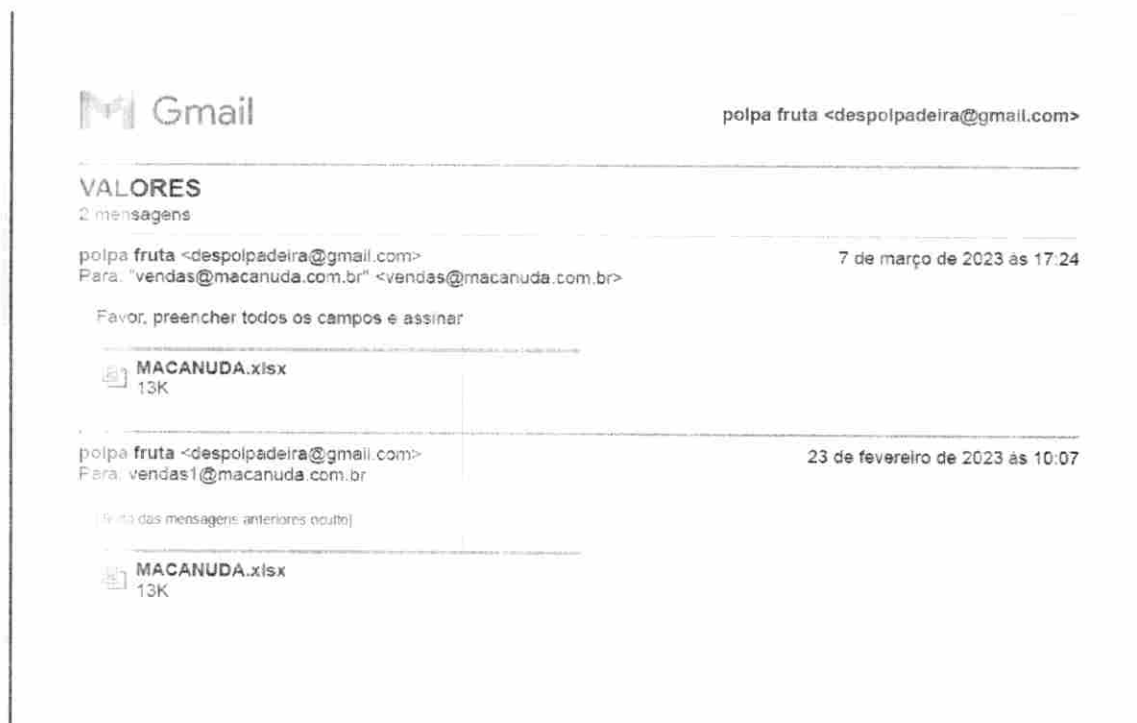 Gmail
polpa fruta <despolpadeira@gmail.com>
VALORES
2 mensagens
polpa fruta <despolpadeira@gmail.com>
7 de março de 2023 às 17:24
Para: "vendas@macanuda.com.br" <vendas@macanuda.com.br>
Favor, preencher todos os campos e assinar
MACANUDA.xlsx
13K
polpa fruta <despolpadeira@gmail.com>
23 de fevereiro de 2023 às 10:07
Para: vendas1@macanuda.com.br
[Texto das mensagens anteriores oculto]
MACANUDA.xlsx
13K